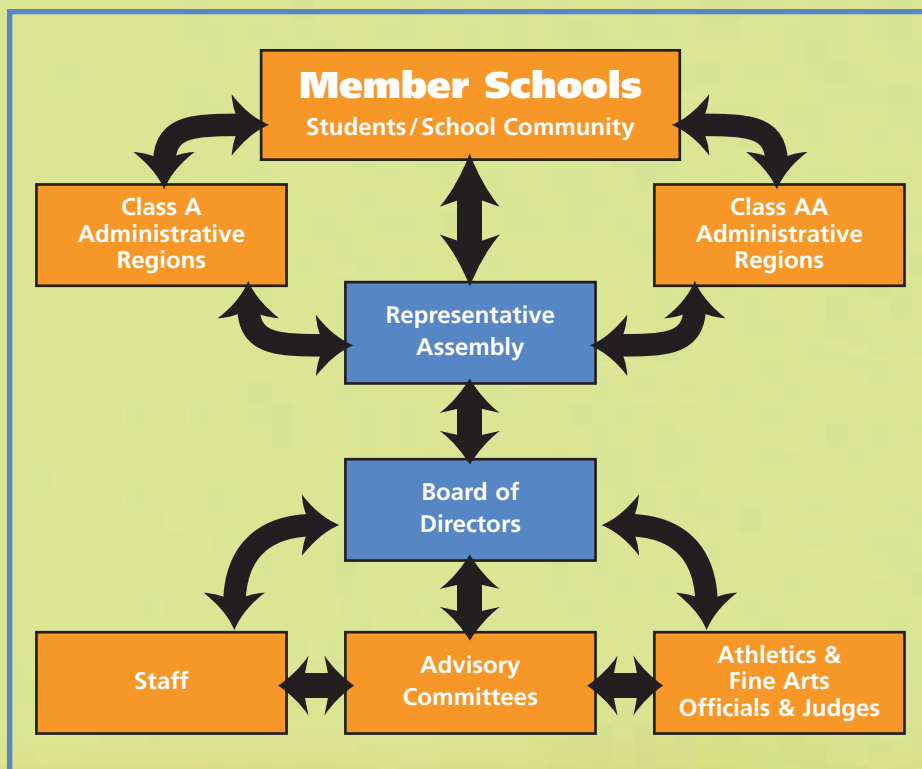 Member Schools
Students/School Community
Class A
Administrative
Regions
Class AA
Administrative
Regions
Representative
Assembly
Board of
Directors
Staff
Advisory
Committees
Athletics &
Fine Arts
Officials & Judges